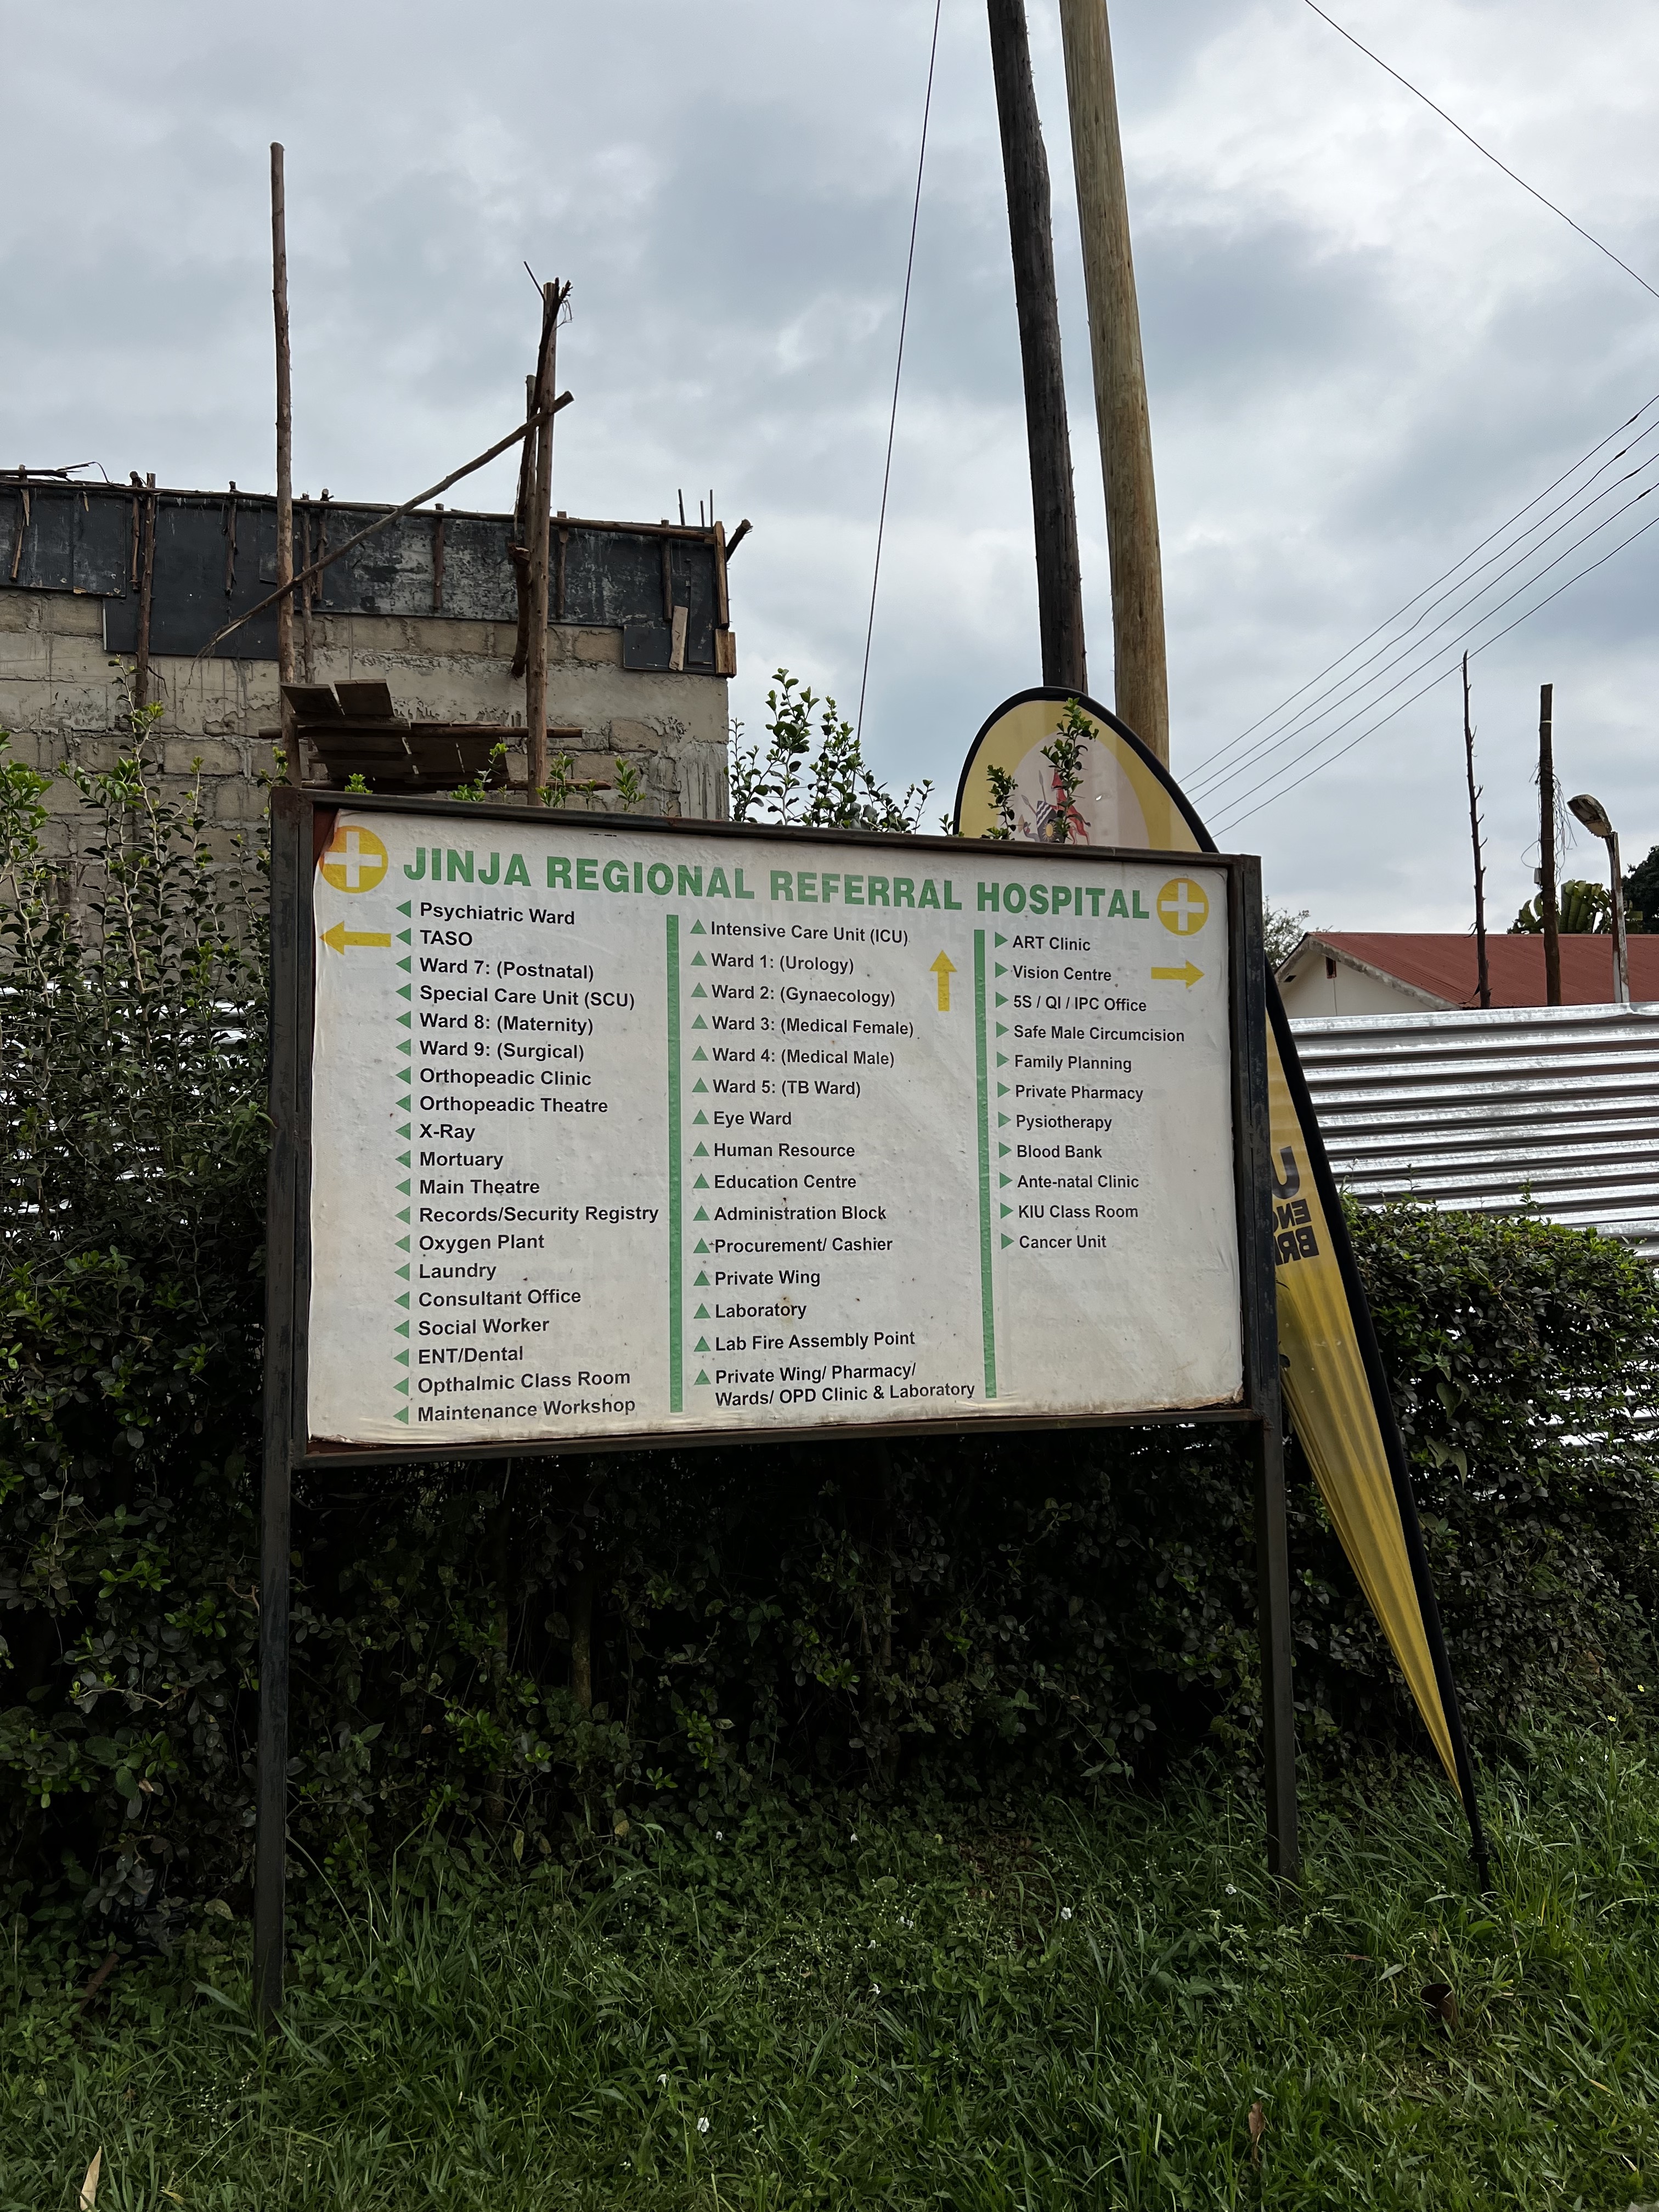 JINJA REGIONAL REFERRAL HOSPITAL
Psychiatric Ward
TASO
Ward 7: (Postnatal)
Special Care Unit (SCU)
Ward 8: (Maternity)
Ward 9: (Surgical)
Orthopeadic Clinic
Orthopeadic Theatre
X-Ray
Mortuary
Main Theatre
Records/Security Registry
Oxygen Plant
Laundry
Consultant Office
Social Worker
ENT/Dental
Opthalmic Class Room
Maintenance Workshop
Intensive Care Unit (ICU)
Ward 1: (Urology)
Ward 2: (Gynaecology)
Ward 3: (Medical Female)
Ward 4: (Medical Male)
Ward 5: (TB Ward)
Eye Ward
Human Resource
Education Centre
Administration Block
Procurement/ Cashier
Private Wing
Laboratory
Lab Fire Assembly Point
Private Wing/ Pharmacy/
Wards/ OPD Clinic & Laboratory
ART Clinic
Vision Centre
5S / QI / IPC Office
Safe Male Circumcision
Family Planning
Private Pharmacy
Pysiotherapy
Blood Bank
Ante-natal Clinic
KIU Class Room
Cancer Unit